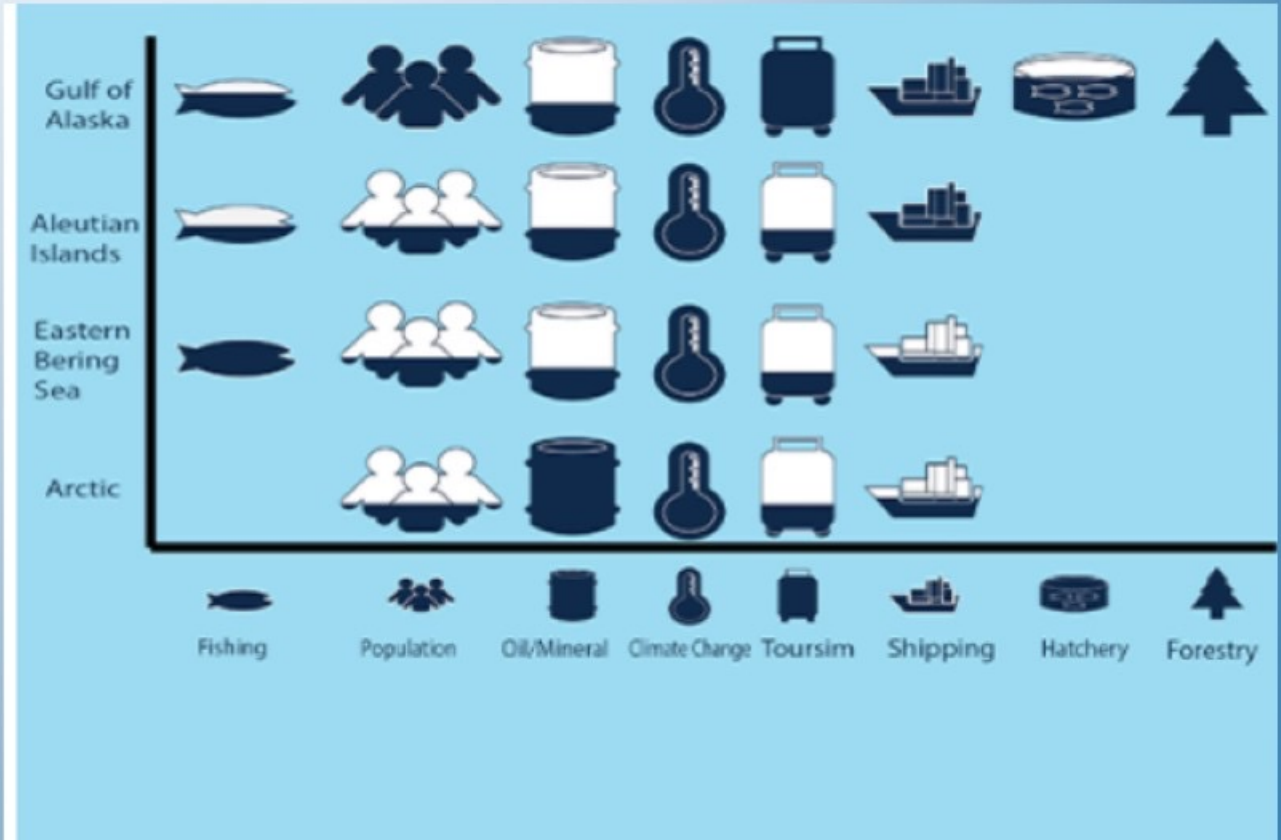 Gulf of
Alaska
Aleutian
Islands
Eastern
Bering
Sea
Arctic
Fishing Population Oil/Mineral Climate Change Toursim Shipping Hatchery Forestry